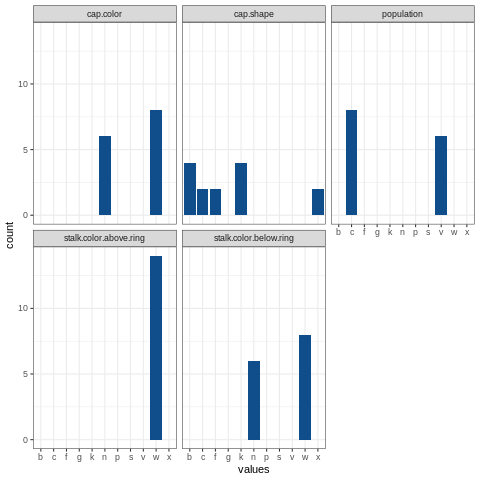 cap.color cap.shape population
10
5
0
b c f g k n p s v w x
stalk.color.above.ring stalk.color.below.ring
10
5
0
b c f g k n p s v w x b c f g k n p s v w x
count
values